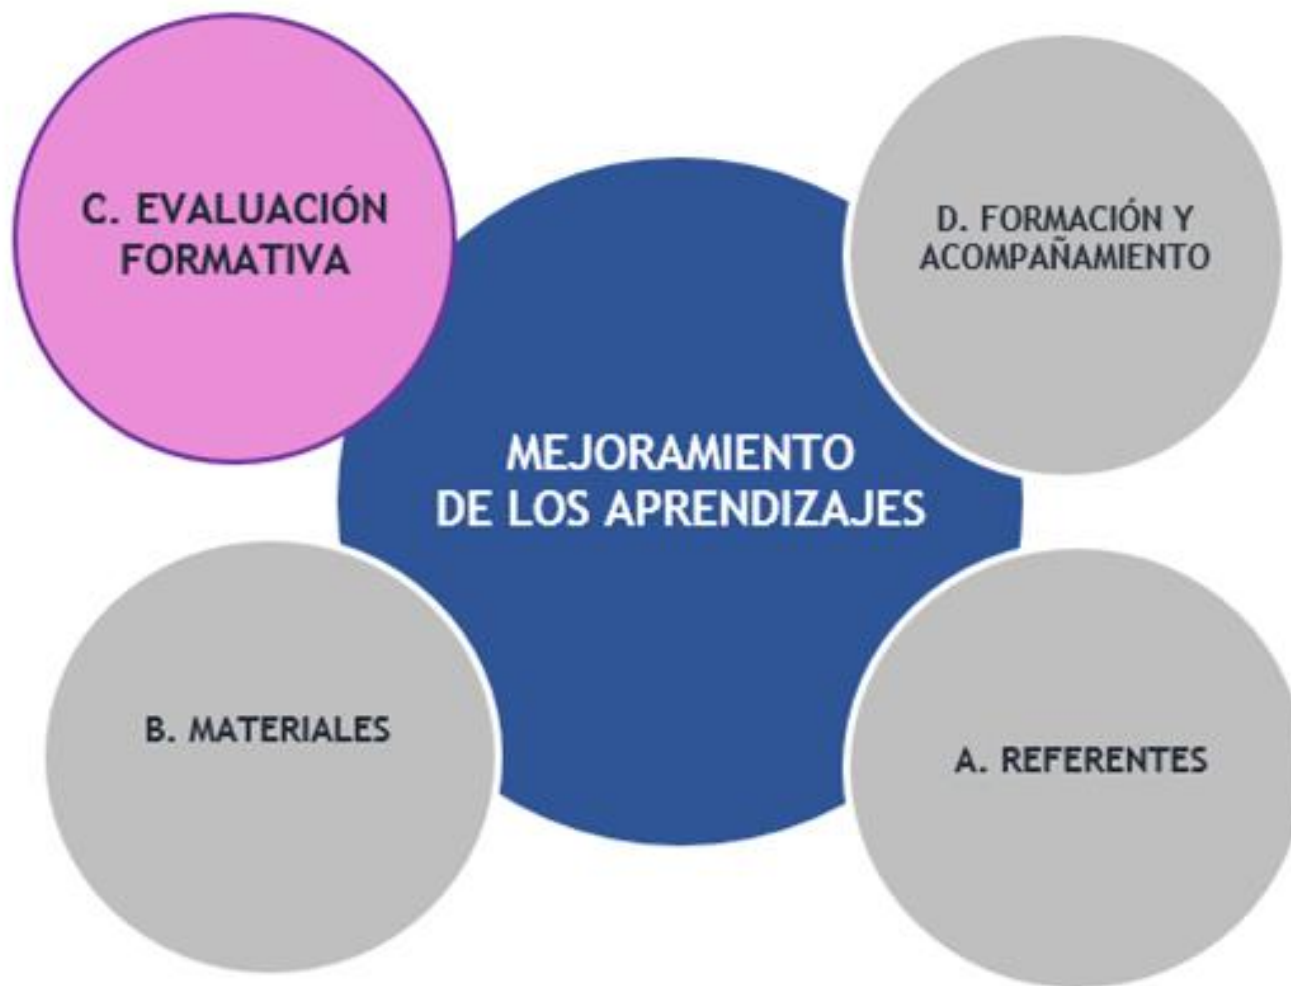 C. EVALUACIÓN
FORMATIVA
D. FORMACIÓN Y
ACOMPAÑAMIENTO
MEJORAMIENTO
DE LOS APRENDIZAJES
B. MATERIALES
A. REFERENTES